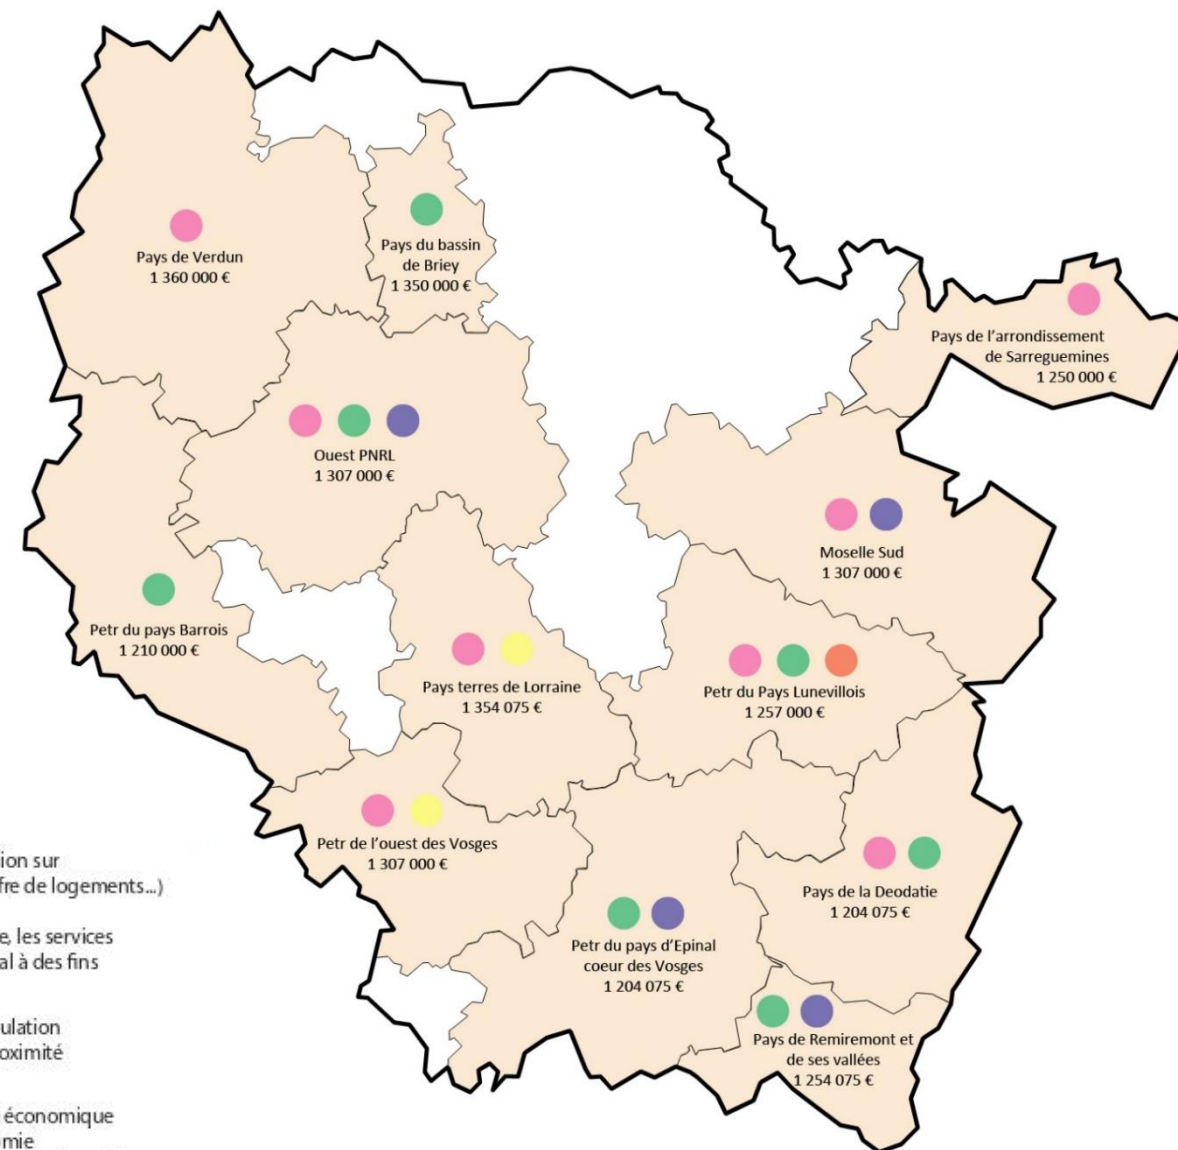 Pays de Verdun
1 360 000 €
Pays du bassin
de Briey
1 350 000 €
Pays de l'arrondissement
de Sarreguemines
1 250 000 €
Ouest PNRL
1 307 000 €
Moselle Sud
1 307 000 €
Petr du pays Barrois
1 210 000 €
Pays terres de Lorraine
1 354 075 €
Petr du Pays Lunevillois
1 257 000 €
Petr de l'ouest des Vosges
1 307 000 €
Pays de la Deodatie
1 204 075 €
Petr du pays d'Epinal
coeur des Vosges
1 204 075 €
Pays de Remiremont et
de ses vallées
1 254 075 €
ion sur
fre de logements...)
e, les services
al à des fins
ulation
oximité
économique
mie